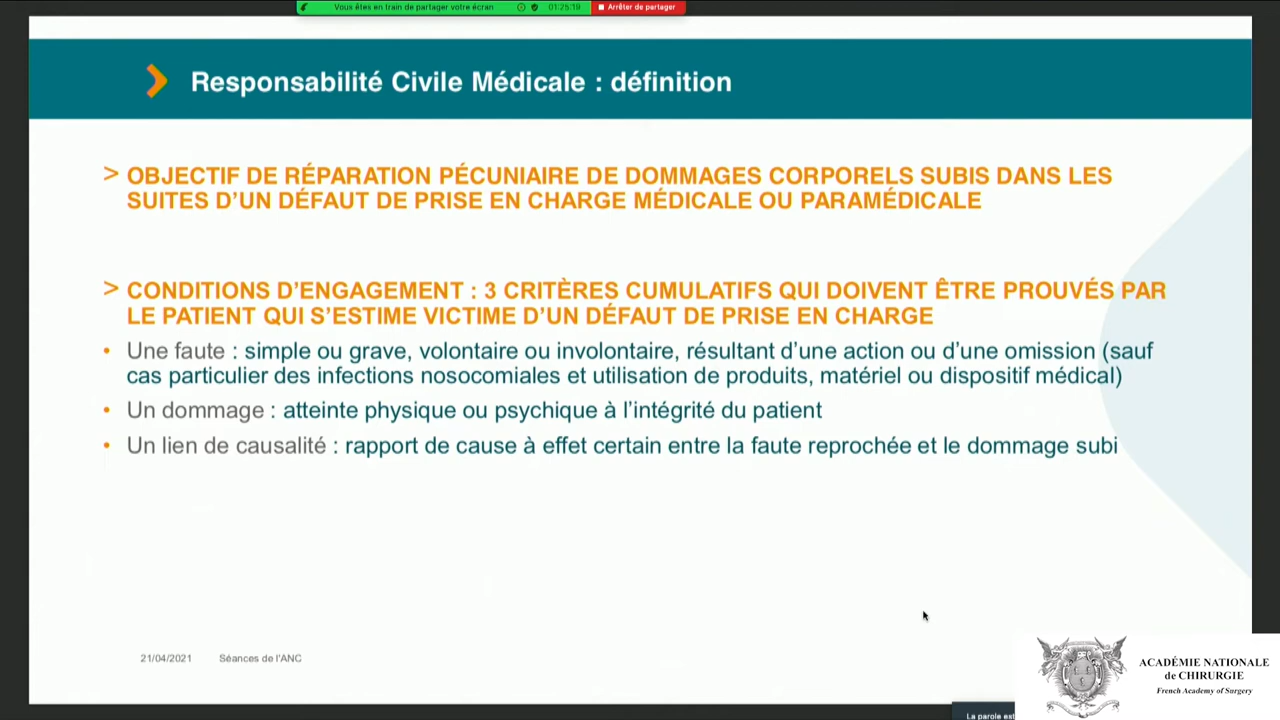 Vous êtes en train de partager votre écran
01:25:19
Arrêter de partager
Responsabilité Civile Médicale : définition
> OBJECTIF DE RÉPARATION PÉCUNIAIRE DE DOMMAGES CORPORELS SUBIS DANS LES
SUITES D’UN DÉFAUT DE PRISE EN CHARGE MÉDICALE OU PARAMÉDICALE
> CONDITIONS D’ENGAGEMENT : 3 CRITÈRES CUMULATIFS QUI DOIVENT ÊTRE PROUVÉS PAR
LE PATIENT QUI S’ESTIME VICTIME D’UN DÉFAUT DE PRISE EN CHARGE
• Une faute : simple ou grave, volontaire ou involontaire, résultant d’une action ou d’une omission (sauf
cas particulier des infections nosocomiales et utilisation de produits, matériel ou dispositif médical)
• Un dommage : atteinte physique ou psychique à l’intégrité du patient
• Un lien de causalité : rapport de cause à effet certain entre la faute reprochée et le dommage subi
21/04/2021
Séances de l'ANC
ACADÉMIE NATIONALE
de CHIRURGIE
French Academy of Surgery
La parole est